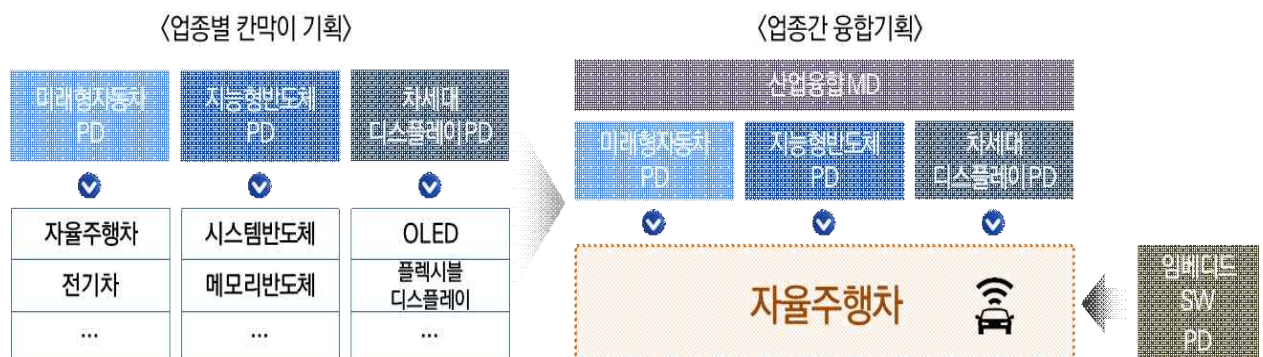 〈업종별 칸막이 기획〉
미래형자동차
PD
지능형반도체
PD
차세대
디스플레이 PD
자율주행차
시스템반도체
OLED
전기차
메모리반도체
플렉시블
디스플레이
...
...
...
〈업종간 융합기획〉
산업융합 MD
미래형자동차
PD
지능형반도체
PD
차세대
디스플레이 PD
자율주행차
임베디드
SW
PD